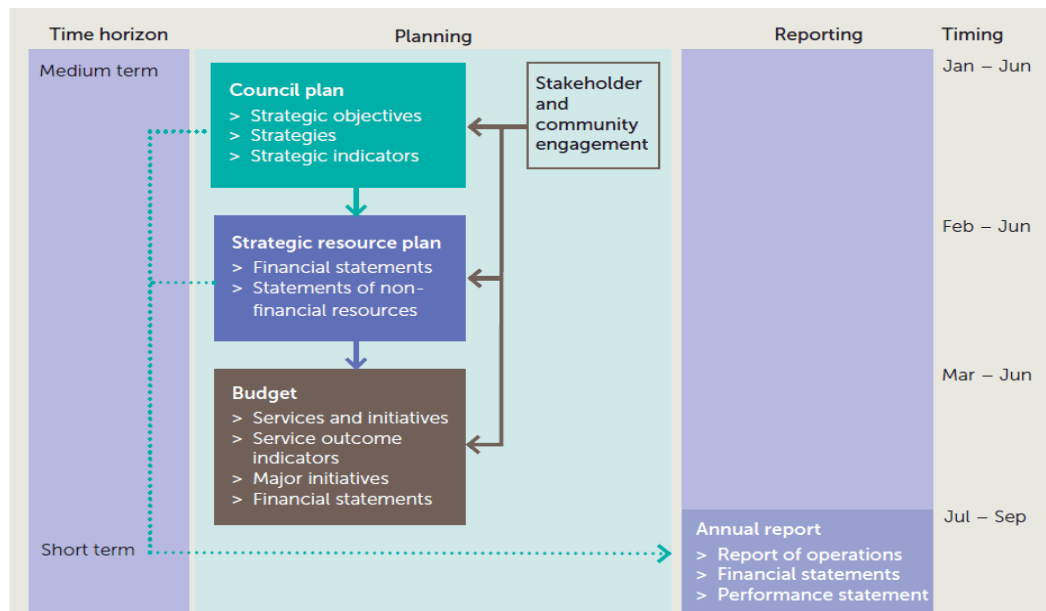 Time horizon
Planning
Reporting
Timing
Medium term
Jan – Jun
Council plan
> Strategic objectives
> Strategies
> Strategic indicators
Stakeholder
and
community
engagement
Strategic resource plan
> Financial statements
> Statements of non-
financial resources
Feb – Jun
Budget
> Services and initiatives
> Service outcome
indicators
> Major initiatives
> Financial statements
Mar – Jun
Short term
Annual report
> Report of operations
> Financial statements
> Performance statement
Jul – Sep